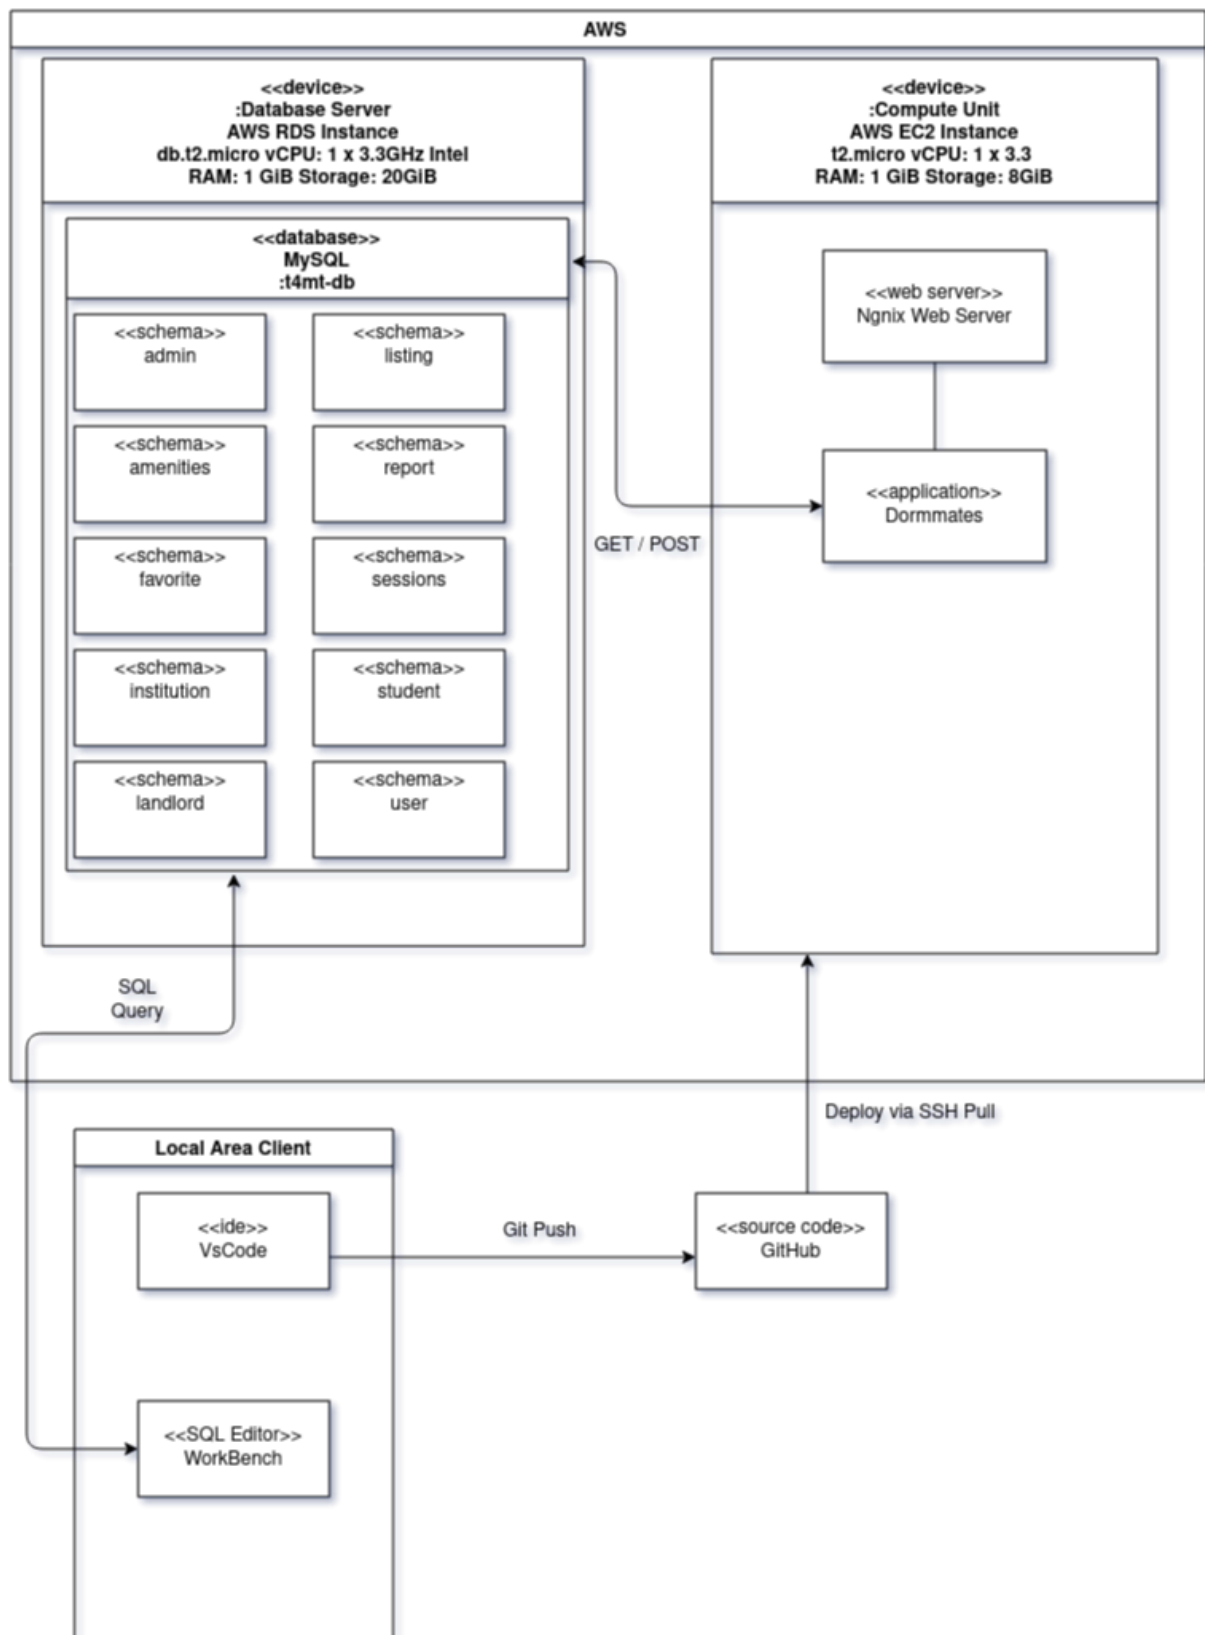 AWS
<<device>>
:Database Server
AWS RDS Instance
db.t2.micro vCPU: 1 x 3.3GHz Intel
RAM: 1 GiB Storage: 20GiB
<<database>>
MySQL
:t4mt-db
<<schema>>
admin
<<schema>>
listing
<<schema>>
amenities
<<schema>>
report
<<schema>>
favorite
<<schema>>
sessions
<<schema>>
institution
<<schema>>
student
<<schema>>
landlord
<<schema>>
user
<<device>>
:Compute Unit
AWS EC2 Instance
t2.micro vCPU: 1 x 3.3
RAM: 1 GiB Storage: 8GiB
<<web server>>
Ngnix Web Server
<<application>>
Dormmates
GET / POST
SQL
Query
Deploy via SSH Pull
Local Area Client
<<ide>>
VsCode
Git Push
<<source code>>
GitHub
<<SQL Editor>>
WorkBench